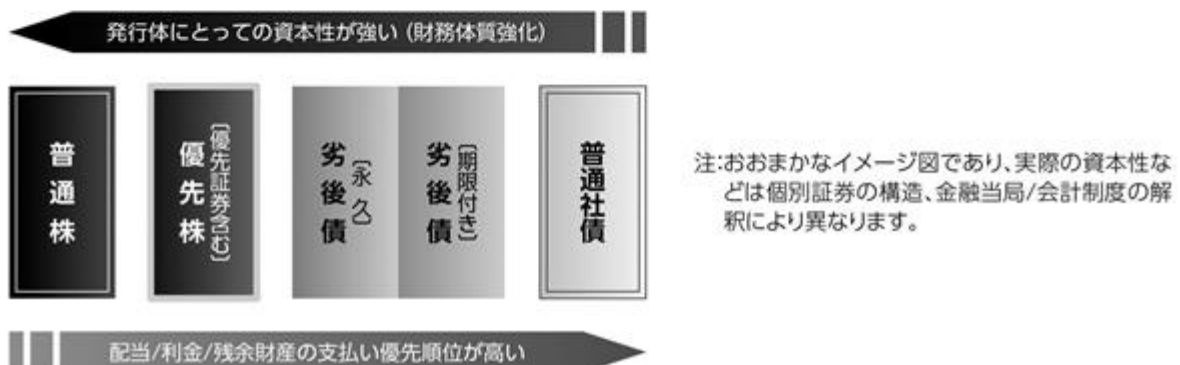 発行体にとっての資本性が強い（財務体質強化）
普通株
優先株
〔優先証券含む〕
劣後債
〔永久〕
劣後債
〔期限付き〕
普通社債
配当/利金/残余財産の支払い優先順位が高い
注:おおまかなイメージ図であり、実際の資本性な
どは個別証券の構造、金融当局/会計制度の解
釈により異なります。